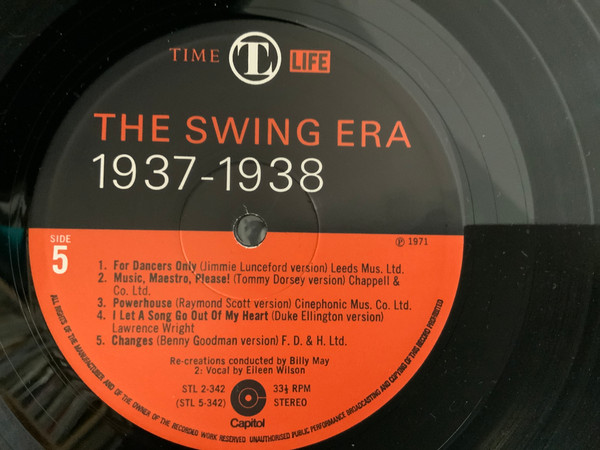 TIME TL LIFE
THE SWING ERA
1937-1938
SIDE
5
℗ 1971
1. For Dancers Only (Jimmie Lunceford version) Leeds Mus. Ltd.
2. Music, Maestro, Please! (Tommy Dorsey version) Chappell &
Co. Ltd.
3. Powerhouse (Raymond Scott version) Cinephonic Mus. Co. Ltd.
4. I Let A Song Go Out Of My Heart (Duke Ellington version)
Lawrence Wright
5. Changes (Benny Goodman version) F. D. & H. Ltd.
Re-creations conducted by Billy May
2: Vocal by Eileen Wilson
STL 2-342 33⅓ RPM
(STL 5-342) STEREO
Capitol
ALL RIGHTS OF THE MANUFACTURER AND OF THE OWNER OF THE RECORDED WORK RESERVED UNAUTHORISED PUBLIC PERFORMANCE BROADCASTING AND COPYING OF THIS RECORD PROHIBITED